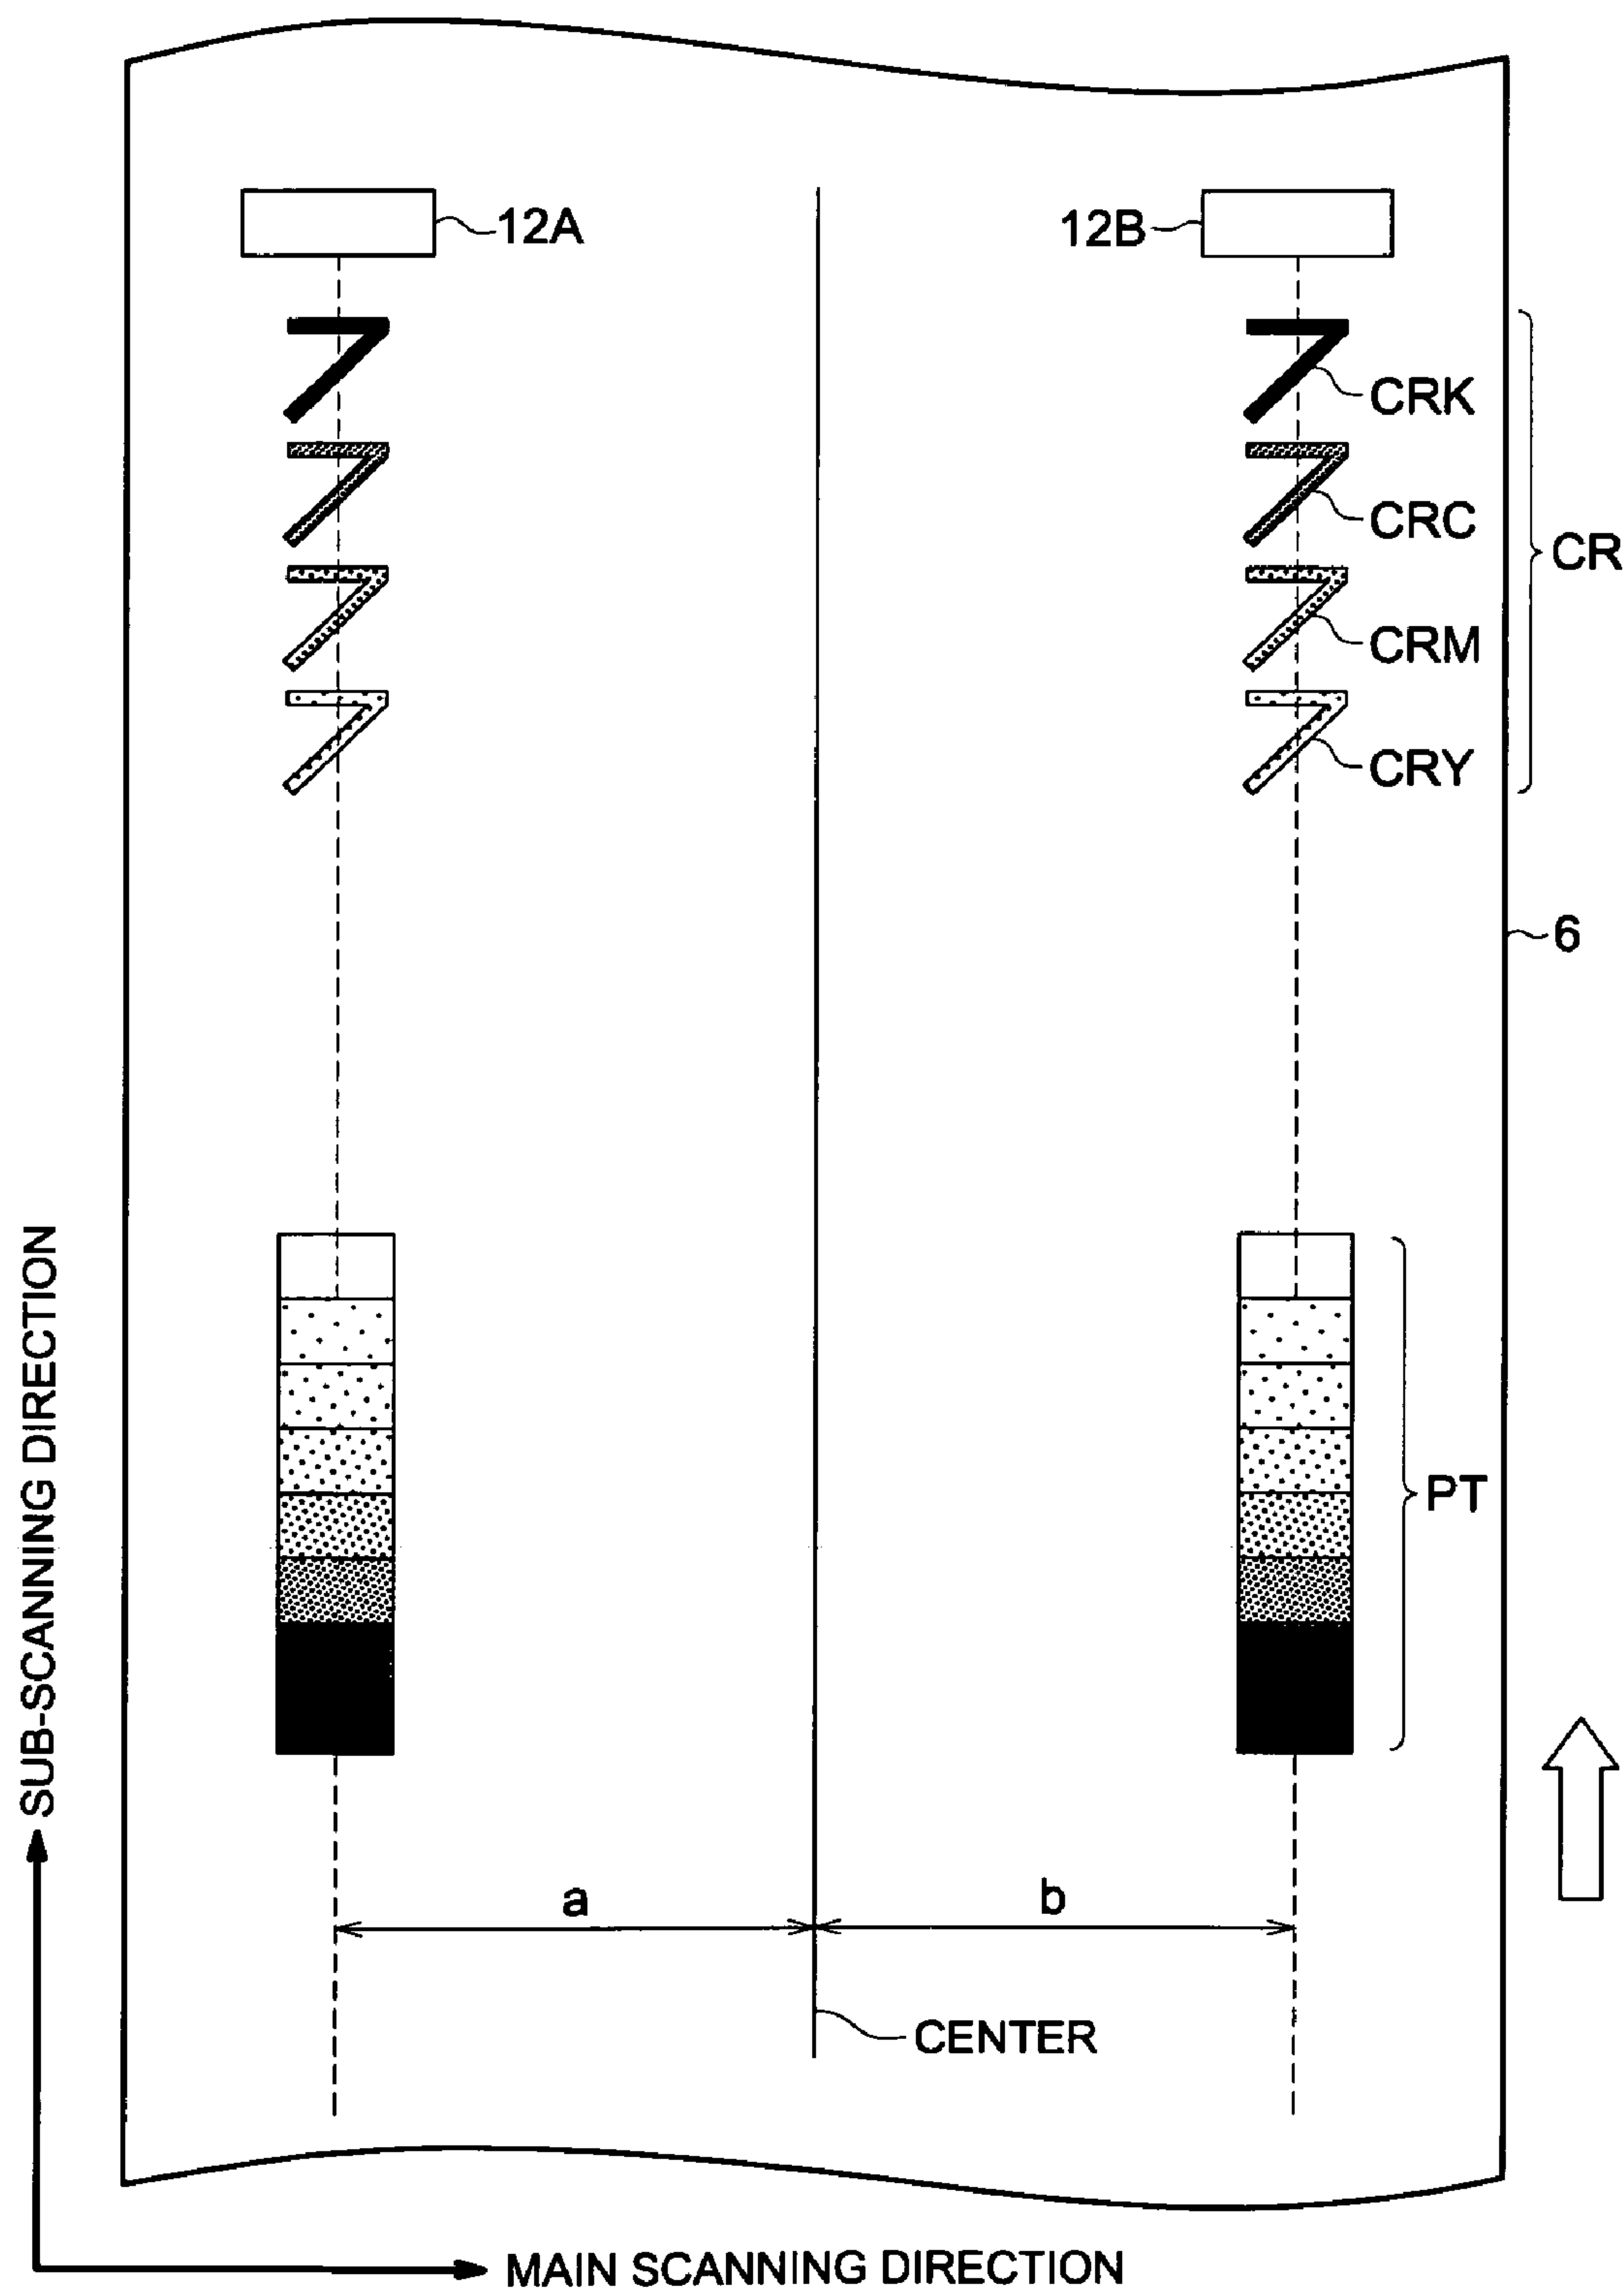 12A
12B
CRK
CRC
CR
CRM
CRY
6
SUB-SCANNING DIRECTION
PT
a
b
CENTER
MAIN SCANNING DIRECTION